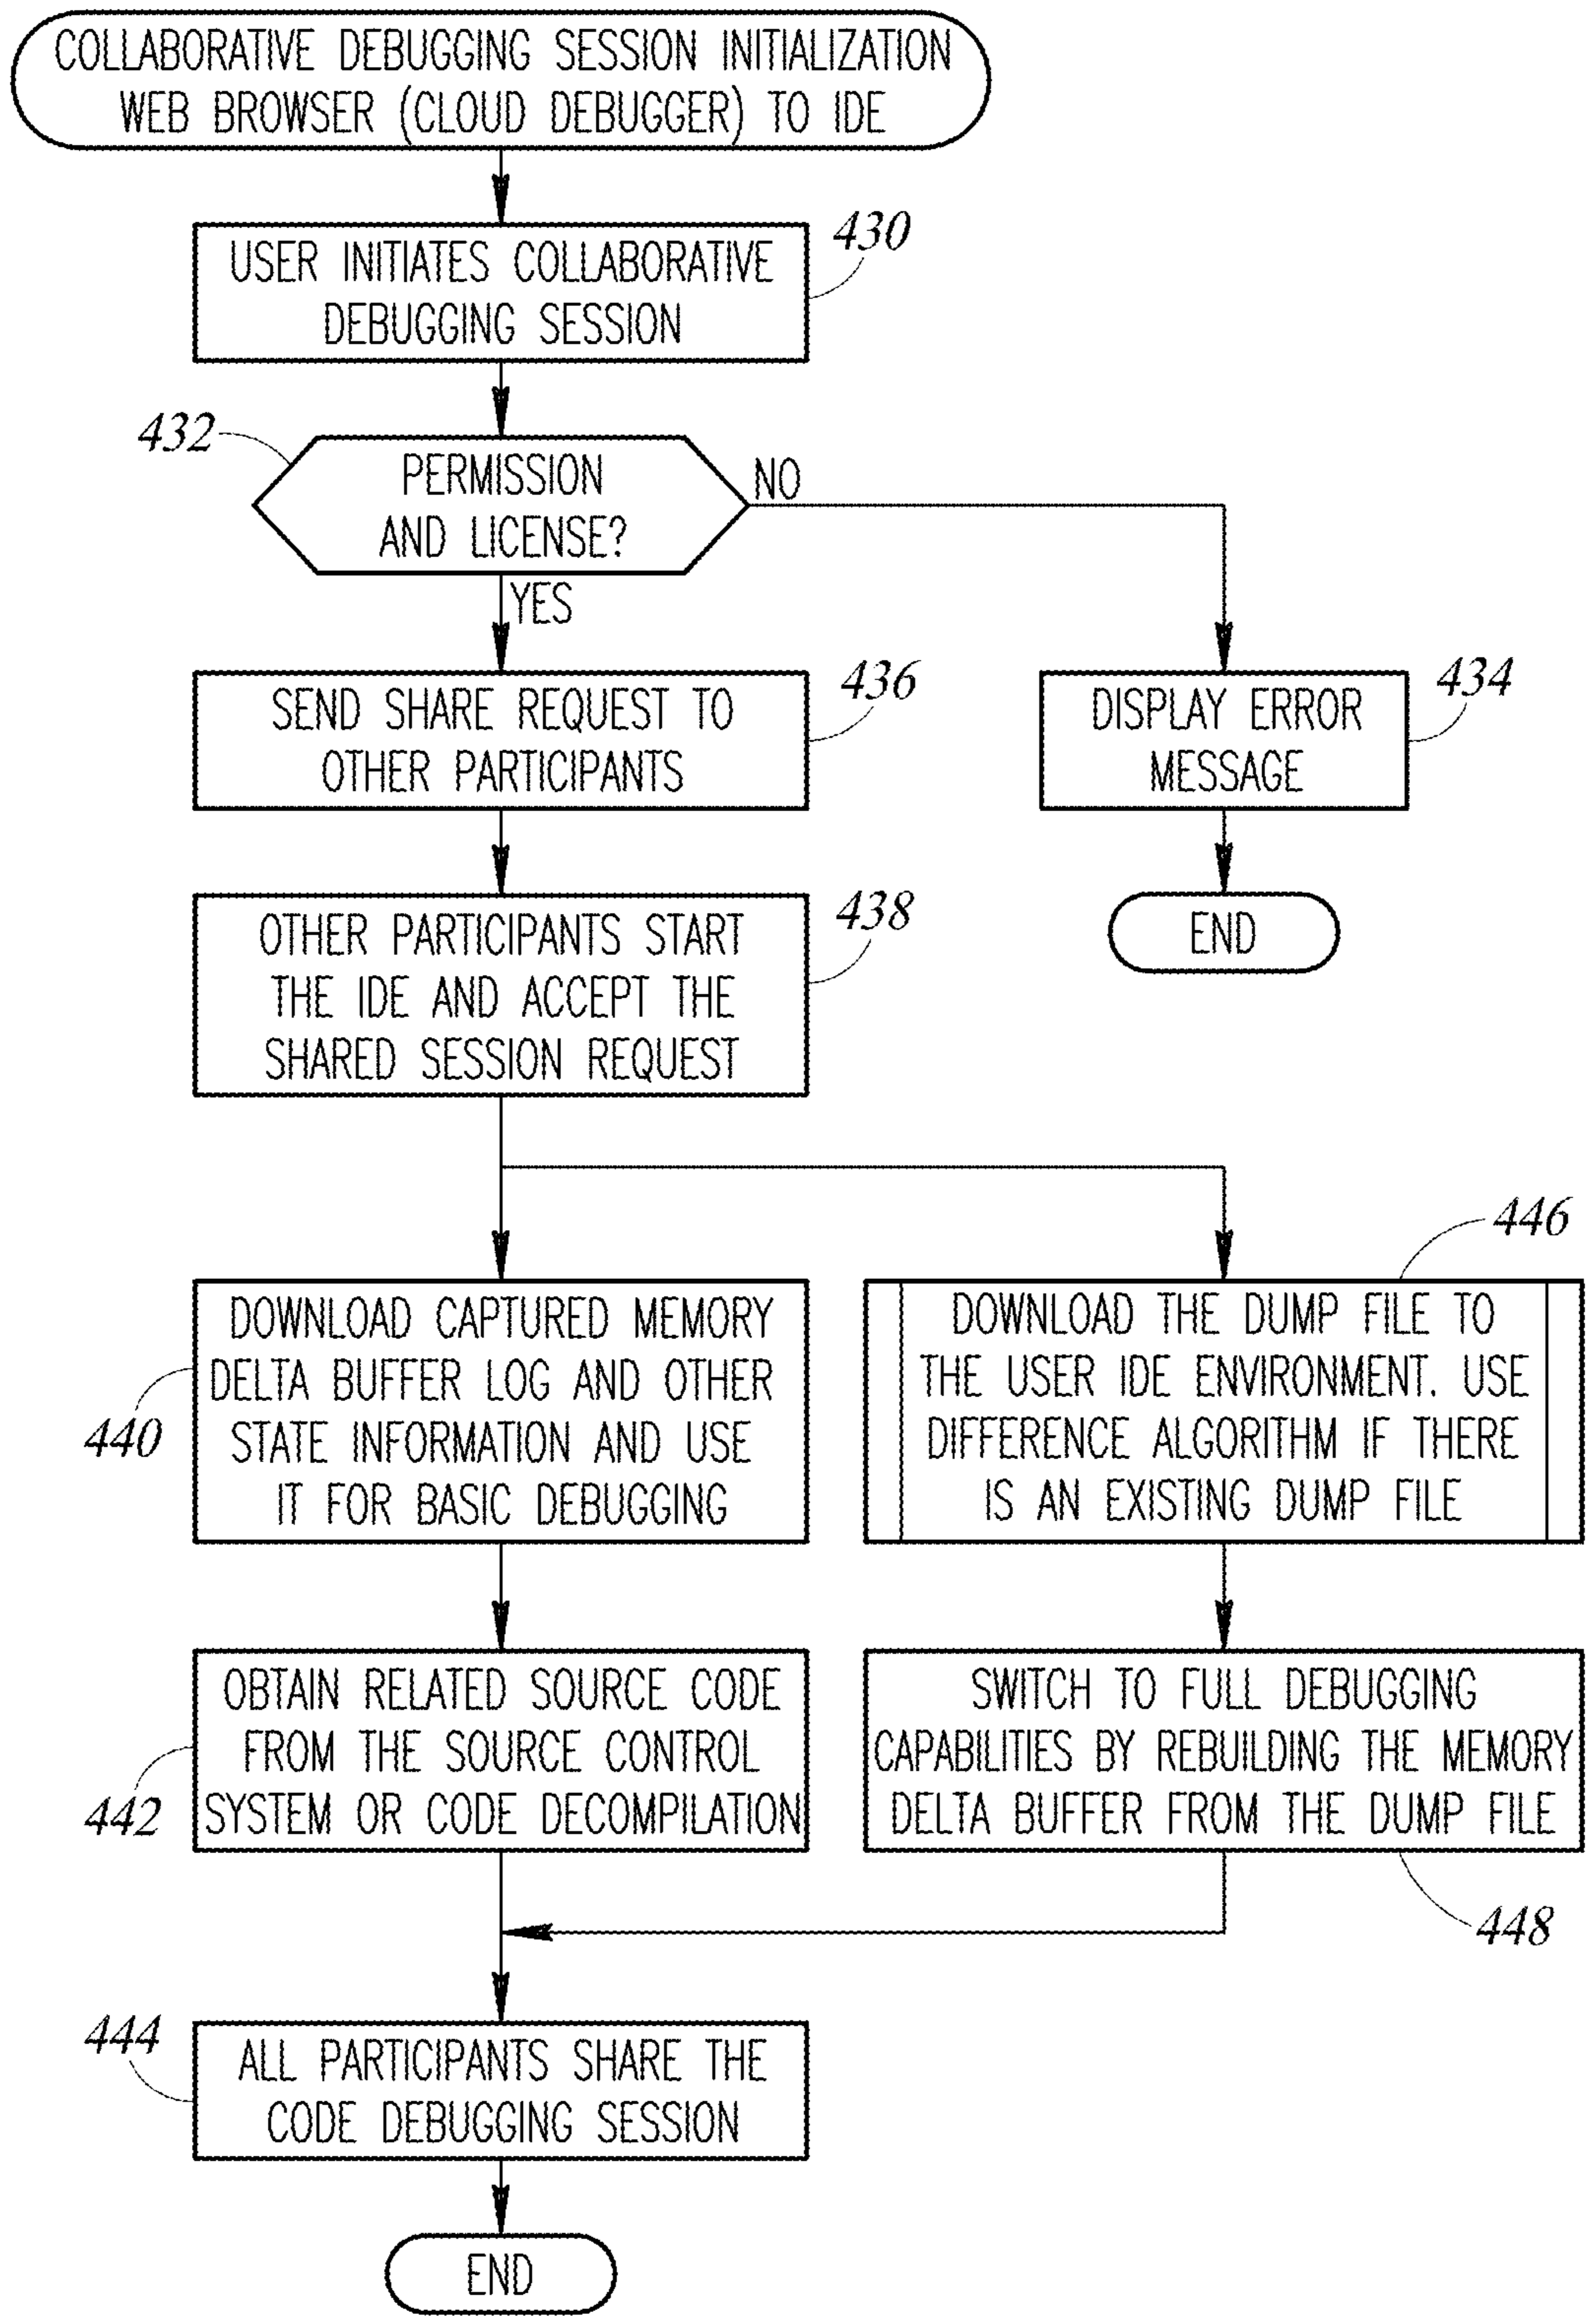 COLLABORATIVE DEBUGGING SESSION INITIALIZATION
WEB BROWSER (CLOUD DEBUGGER) TO IDE
430
USER INITIATES COLLABORATIVE
DEBUGGING SESSION
432
PERMISSION
AND LICENSE?
NO
YES
436
SEND SHARE REQUEST TO
OTHER PARTICIPANTS
434
DISPLAY ERROR
MESSAGE
END
438
OTHER PARTICIPANTS START
THE IDE AND ACCEPT THE
SHARED SESSION REQUEST
440
DOWNLOAD CAPTURED MEMORY
DELTA BUFFER LOG AND OTHER
STATE INFORMATION AND USE
IT FOR BASIC DEBUGGING
446
DOWNLOAD THE DUMP FILE TO
THE USER IDE ENVIRONMENT. USE
DIFFERENCE ALGORITHM IF THERE
IS AN EXISTING DUMP FILE
442
OBTAIN RELATED SOURCE CODE
FROM THE SOURCE CONTROL
SYSTEM OR CODE DECOMPILATION
SWITCH TO FULL DEBUGGING
CAPABILITIES BY REBUILDING THE MEMORY
DELTA BUFFER FROM THE DUMP FILE
448
444
ALL PARTICIPANTS SHARE THE
CODE DEBUGGING SESSION
END